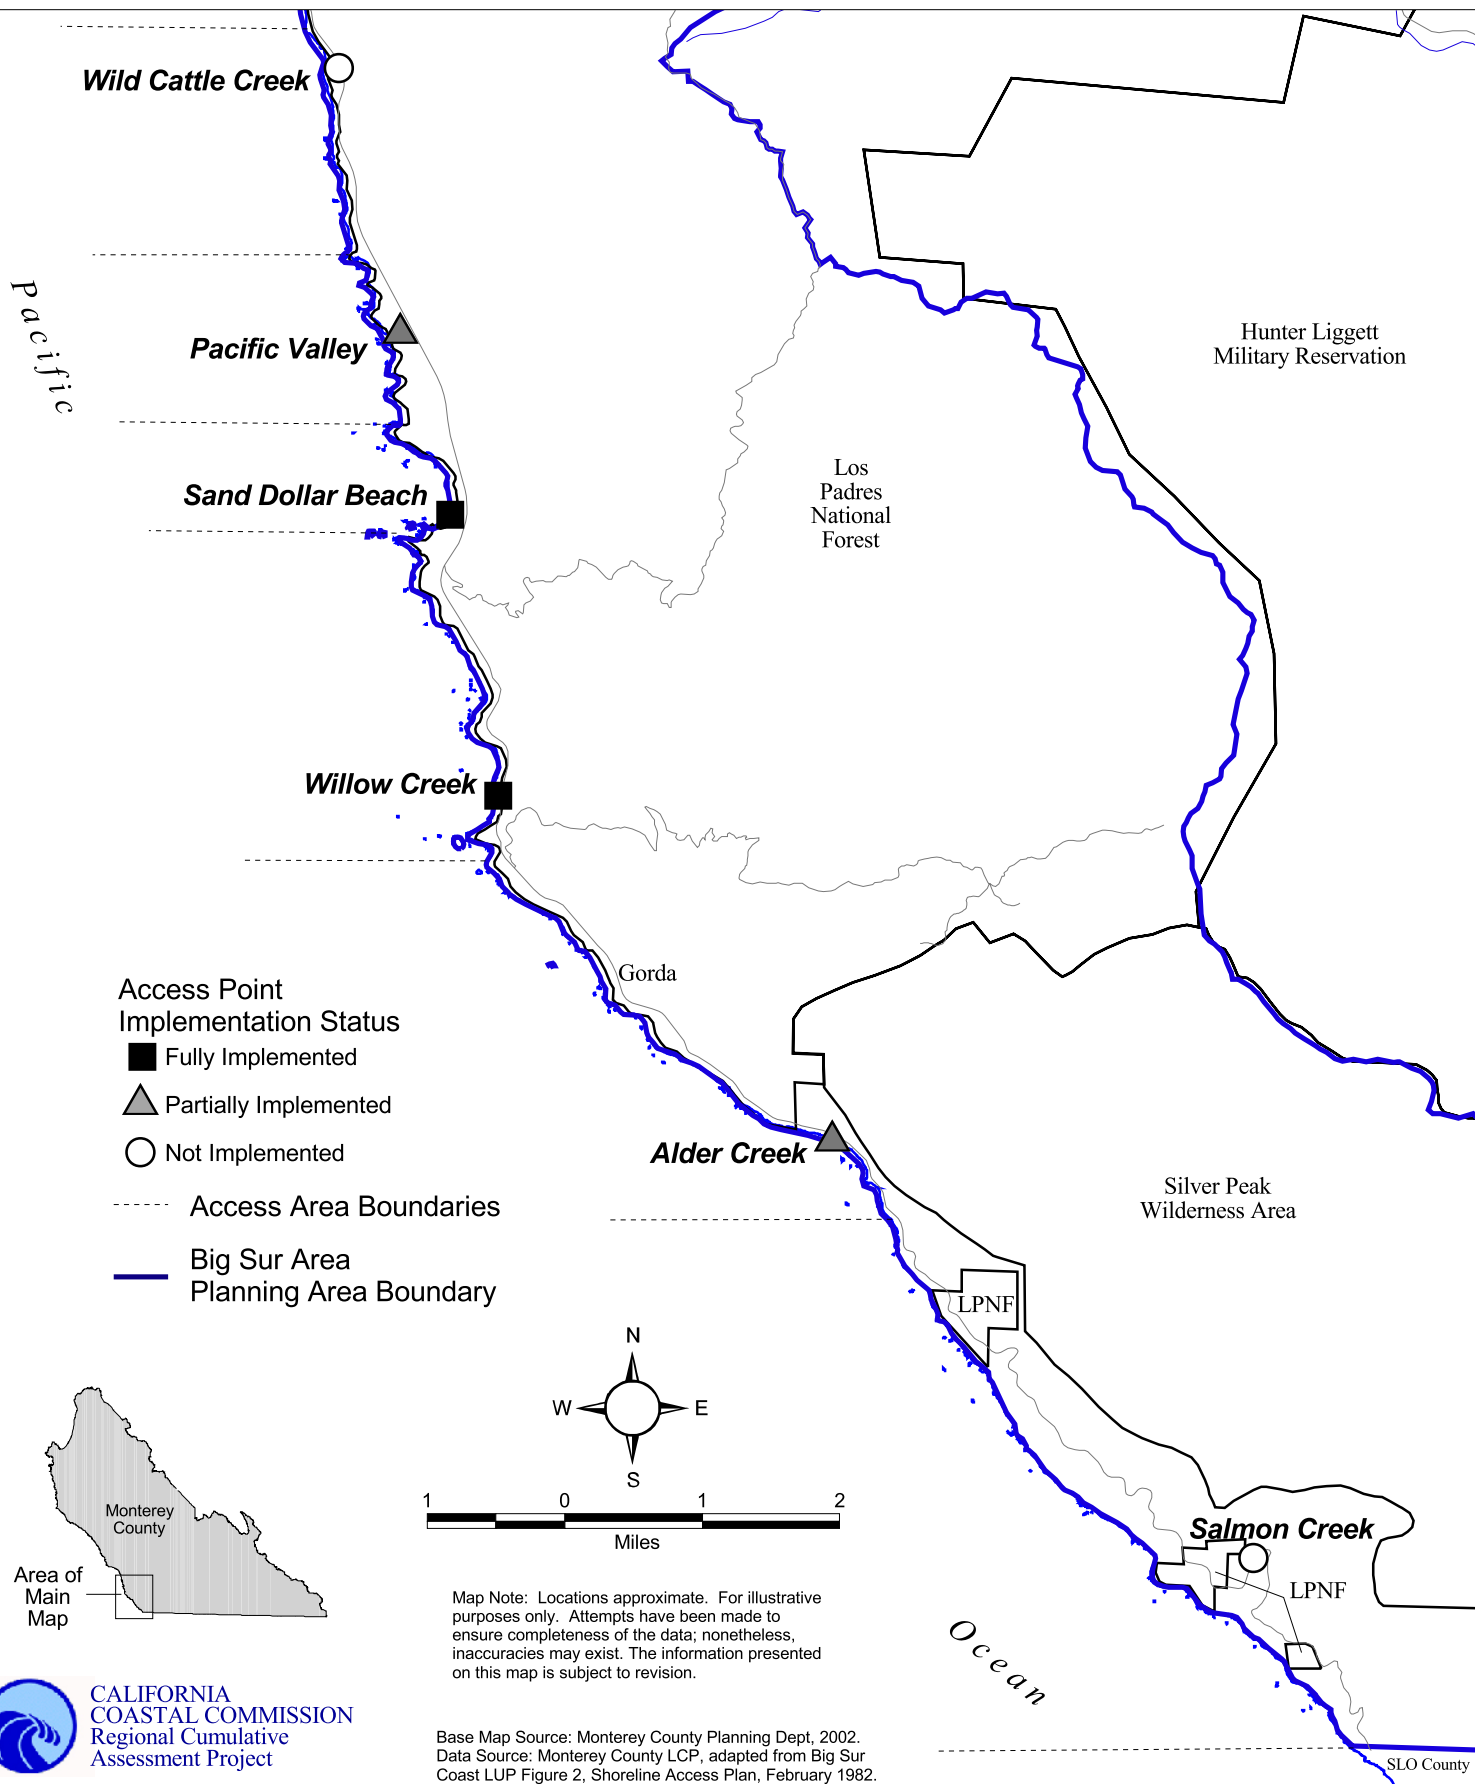 Wild Cattle Creek
Pacific
Pacific Valley
Hunter Liggett
Military Reservation
Los
Padres
National
Forest
Sand Dollar Beach
Willow Creek
Gorda
Access Point
Implementation Status
Fully Implemented
Partially Implemented
Not Implemented
Access Area Boundaries
Big Sur Area
Planning Area Boundary
Alder Creek
Silver Peak
Wilderness Area
LPNF
N
W E
S
1 0 1 2
Miles
Monterey
County
Area of
Main
Map
Salmon Creek
LPNF
Ocean
Map Note: Locations approximate. For illustrative
purposes only. Attempts have been made to
ensure completeness of the data; nonetheless,
inaccuracies may exist. The information presented
on this map is subject to revision.
CALIFORNIA
COASTAL COMMISSION
Regional Cumulative
Assessment Project
Base Map Source: Monterey County Planning Dept, 2002.
Data Source: Monterey County LCP, adapted from Big Sur
Coast LUP Figure 2, Shoreline Access Plan, February 1982.
SLO County